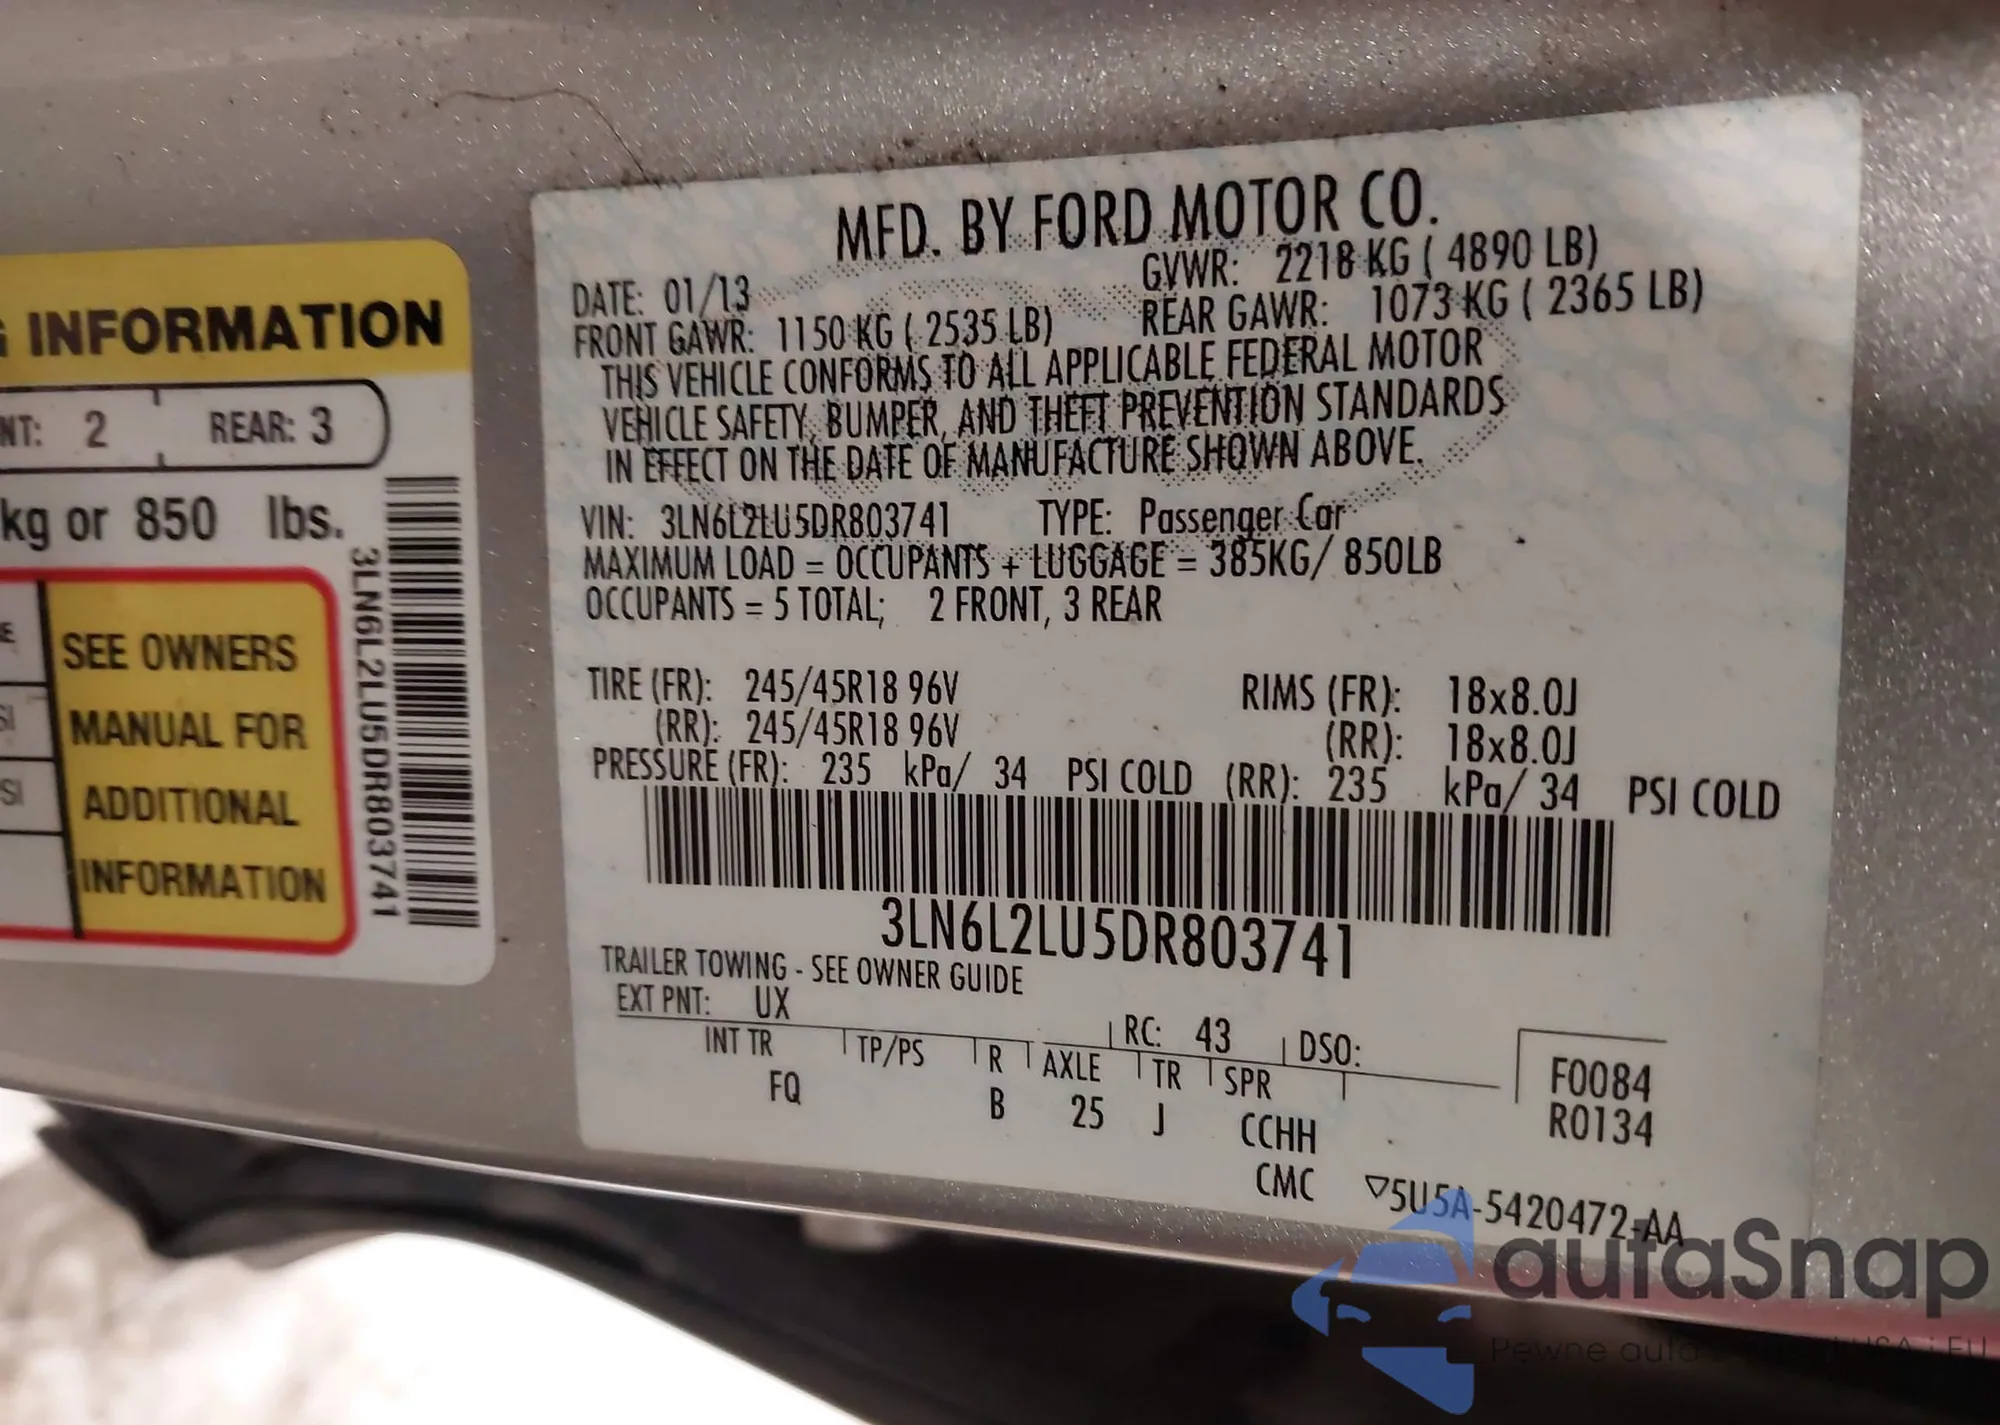 INFORMATION
NT: 2 REAR: 3
kg or 850 lbs.
SEE OWNERS
MANUAL FOR
ADDITIONAL
INFORMATION
3LN6L2LU5DR803741
MFD. BY FORD MOTOR CO.
DATE: 01/13 GVWR: 2218 KG ( 4890 LB)
FRONT GAWR: 1150 KG ( 2535 LB) REAR GAWR: 1073 KG ( 2365 LB)
THIS VEHICLE CONFORMS TO ALL APPLICABLE FEDERAL MOTOR
VEHICLE SAFETY, BUMPER, AND THEFT PREVENTION STANDARDS
IN EFFECT ON THE DATE OF MANUFACTURE SHOWN ABOVE.
VIN: 3LN6L2LU5DR803741 TYPE: Passenger Car
MAXIMUM LOAD = OCCUPANTS + LUGGAGE = 385KG/ 850LB
OCCUPANTS = 5 TOTAL; 2 FRONT, 3 REAR
TIRE (FR): 245/45R18 96V RIMS (FR): 18x8.0J
(RR): 245/45R18 96V (RR): 18x8.0J
PRESSURE (FR): 235 kPa/ 34 PSI COLD (RR): 235 kPa/ 34 PSI COLD
3LN6L2LU5DR803741
TRAILER TOWING - SEE OWNER GUIDE
EXT PNT: UX RC: 43 DSO:
INT TR TP/PS R AXLE TR SPR F0084
FQ B 25 J CCHH R0134
CMC ▽5U5A-5420472-AA
autaSnap
Pewne auta USA i EU